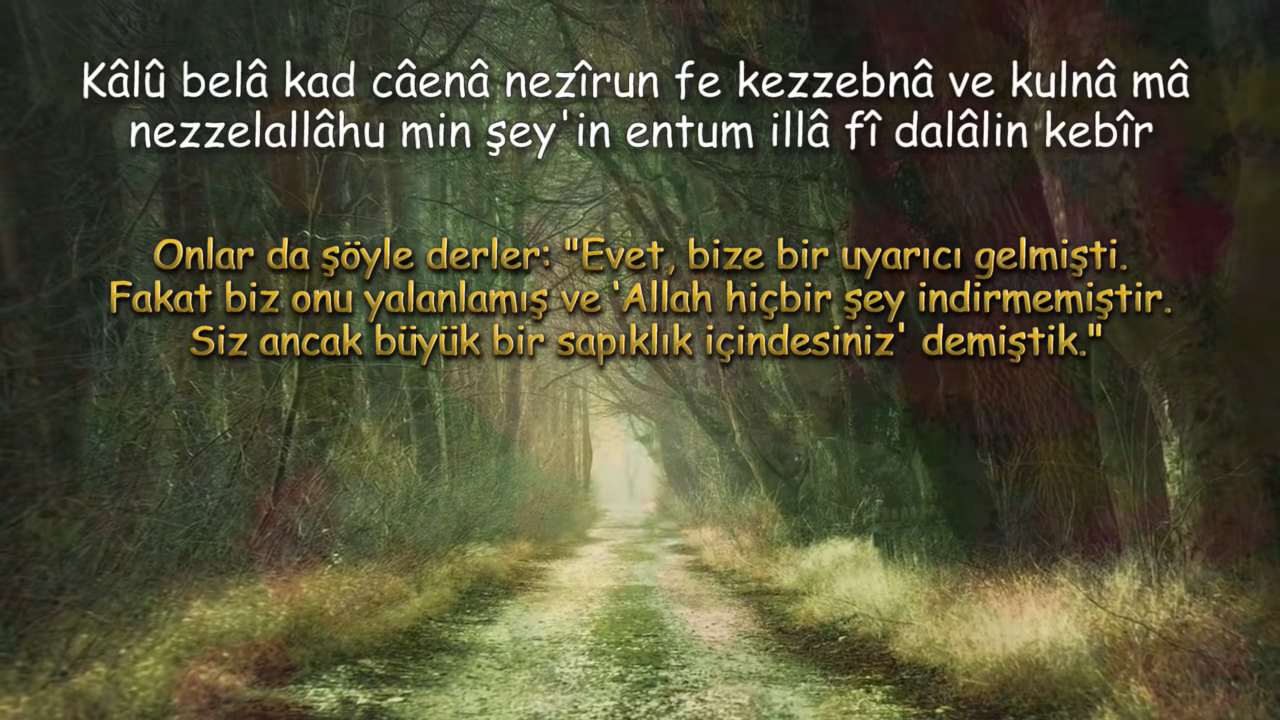 Kâlû belâ kad câenâ nezîrun fe kezzebnâ ve kulnâ mâ
nezzelallâhu min şey'in entum illâ fî dalâlin kebîr
Onlar da şöyle derler: "Evet, bize bir uyarıcı gelmişti.
Fakat biz onu yalanlamış ve ‘Allah hiçbir şey indirmemiştir.
Siz ancak büyük bir sapıklık içindesiniz' demiştik."